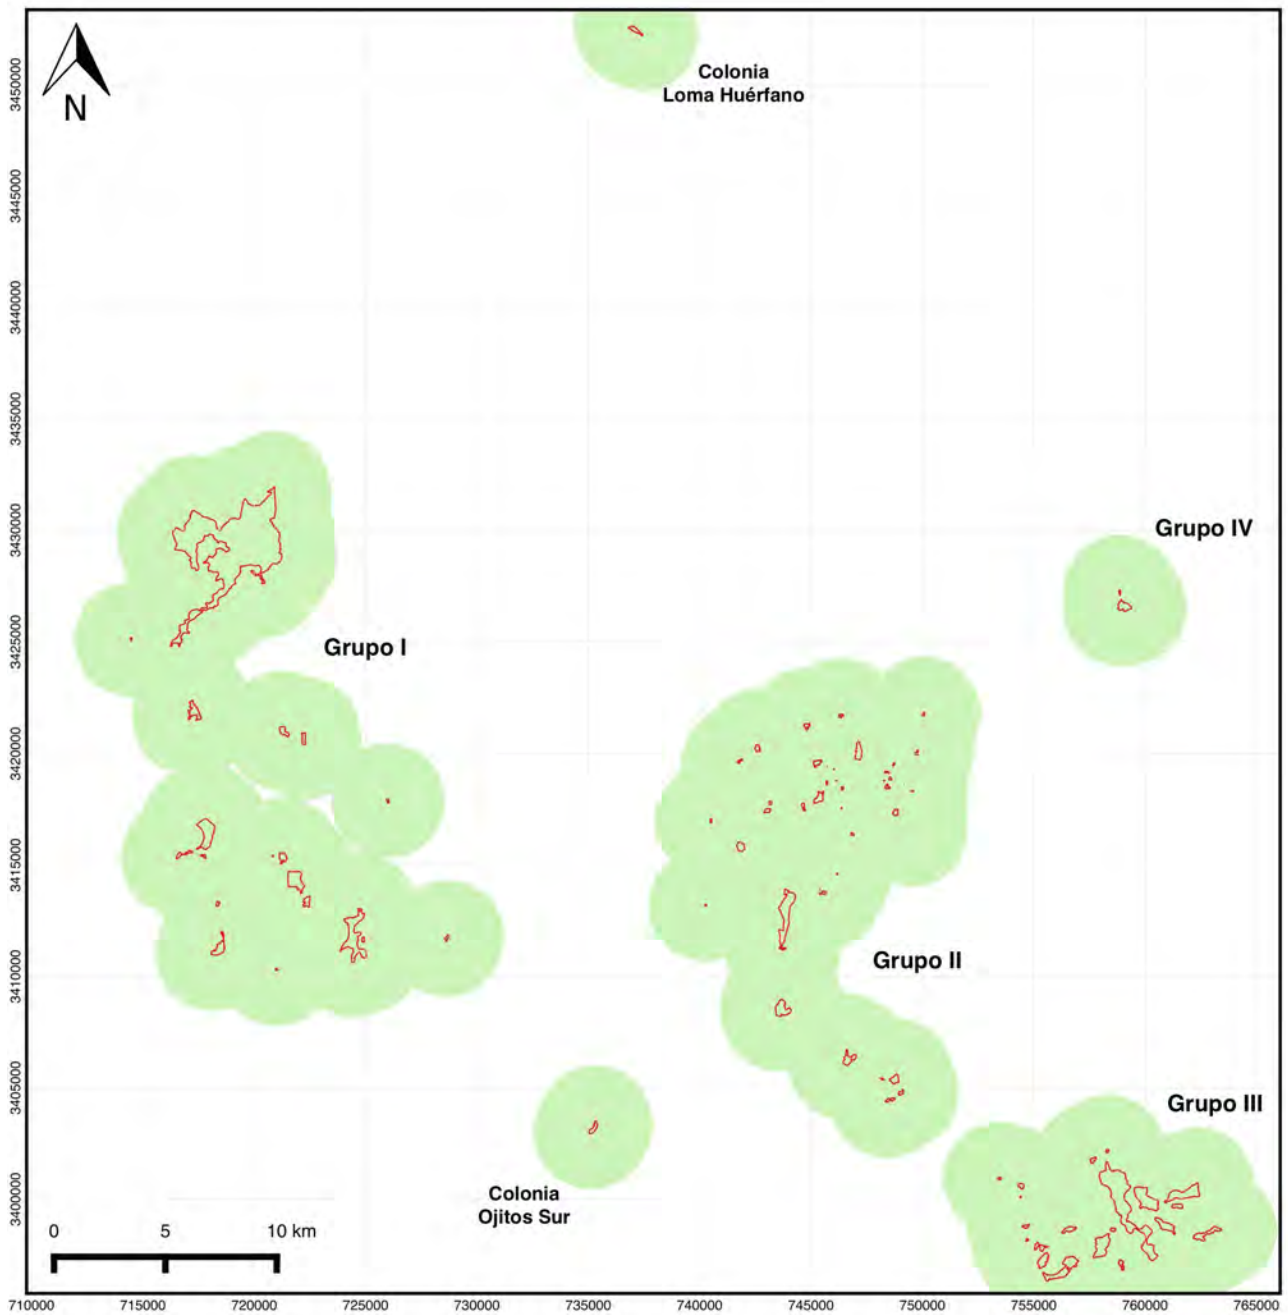 Colonia
Loma Huérfano
N
3450000
3445000
3440000
3435000
3430000
3425000
3420000
3415000
3410000
3405000
3400000
Grupo IV
Grupo I
Grupo II
Grupo III
Colonia
Ojitos Sur
0 5 10 km
710000 715000 720000 725000 730000 735000 740000 745000 750000 755000 760000 765000